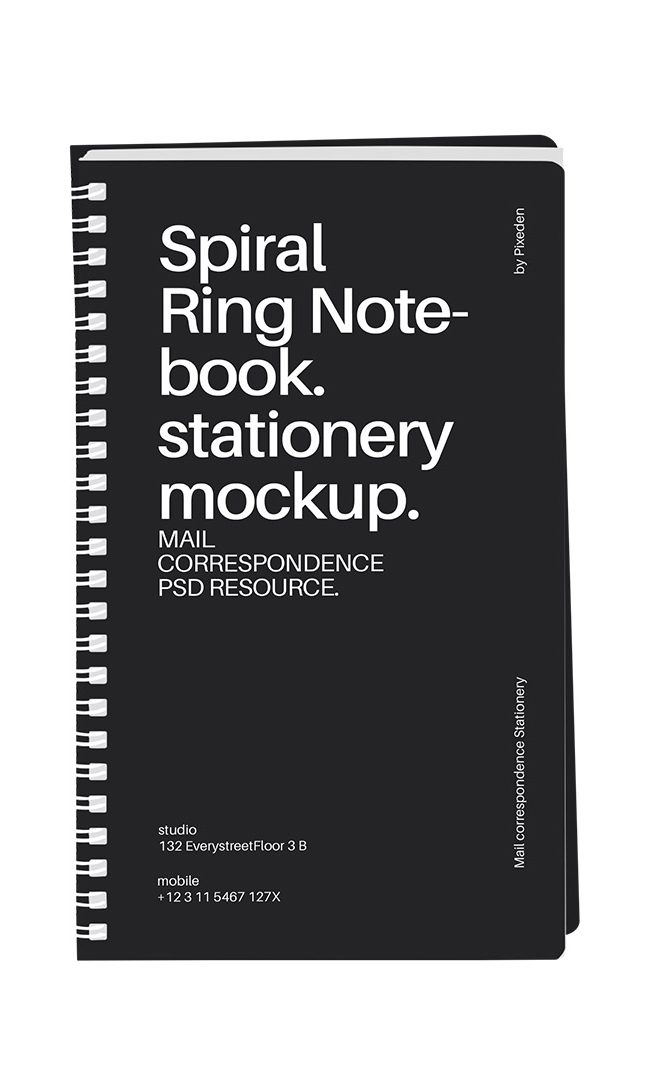 Spiral
Ring Note-
book.
stationery
mockup.
MAIL
CORRESPONDENCE
PSD RESOURCE.
by Pixeden
Mail correspondence Stationery
studio
132 EverystreetFloor 3 B
mobile
+12 3 11 5467 127X